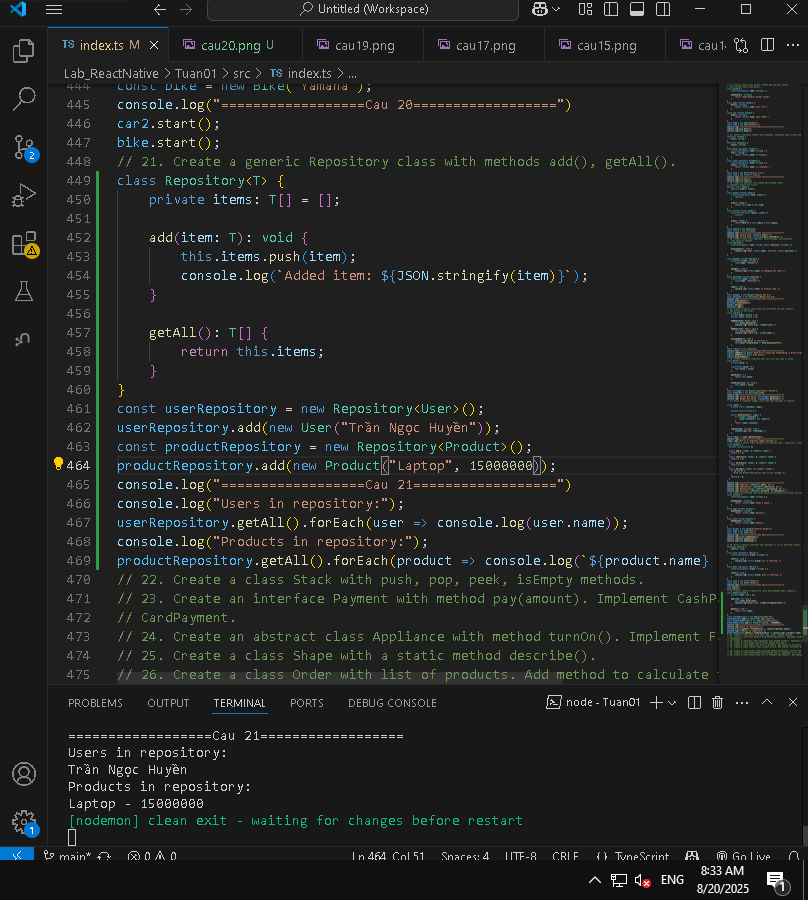 Untitled (Workspace)
TS index.ts M
cau20.png U
cau19.png
cau17.png
cau15.png
cau1
Lab_ReactNative > Tuan01 > src > TS index.ts > ...
444 const bike = new Bike("Yamaha");
445 console.log("==================Cau 20==================")
446 car2.start();
447 bike.start();
448 // 21. Create a generic Repository class with methods add(), getAll().
449 class Repository<T> {
450 private items: T[] = [];
451
452 add(item: T): void {
453 this.items.push(item);
454 console.log(`Added item: ${JSON.stringify(item)}`);
455 }
456
457 getAll(): T[] {
458 return this.items;
459 }
460 }
461 const userRepository = new Repository<User>();
462 userRepository.add(new User("Trần Ngọc Huyền"));
463 const productRepository = new Repository<Product>();
464 productRepository.add(new Product("Laptop", 15000000));
465 console.log("==================Cau 21==================")
466 console.log("Users in repository:");
467 userRepository.getAll().forEach(user => console.log(user.name));
468 console.log("Products in repository:");
469 productRepository.getAll().forEach(product => console.log(`${product.name}
470 // 22. Create a class Stack with push, pop, peek, isEmpty methods.
471 // 23. Create an interface Payment with method pay(amount). Implement CashP
472 // CardPayment.
473 // 24. Create an abstract class Appliance with method turnOn(). Implement F
474 // 25. Create a class Shape with a static method describe().
475 // 26. Create a class Order with list of products. Add method to calculate
PROBLEMS OUTPUT TERMINAL PORTS DEBUG CONSOLE node - Tuan01
==================Cau 21==================
Users in repository:
Trần Ngọc Huyền
Products in repository:
Laptop - 15000000
[nodemon] clean exit - waiting for changes before restart
2
1
main* 0 0 Ln 464, Col 51 Spaces: 4 UTF-8 CRLF {} TypeScript Go Live
ENG
8:33 AM
8/20/2025
1